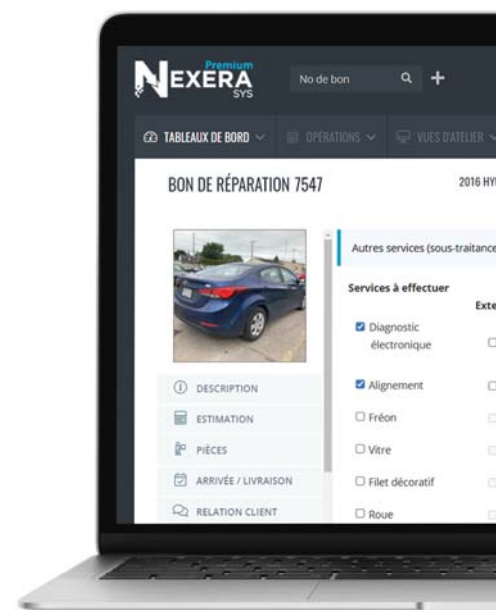 Premium
NEXERA
SYS
No de bon
TABLEAUX DE BORD
OPÉRATIONS
VUES D'ATELIER
BON DE RÉPARATION 7547
2016 HY
Autres services (sous-traitance
Services à effectuer
Exte
Diagnostic
électronique
Alignement
Fréon
Vitre
Filet décoratif
Roue
DESCRIPTION
ESTIMATION
PIÈCES
ARRIVÉE / LIVRAISON
RELATION CLIENT